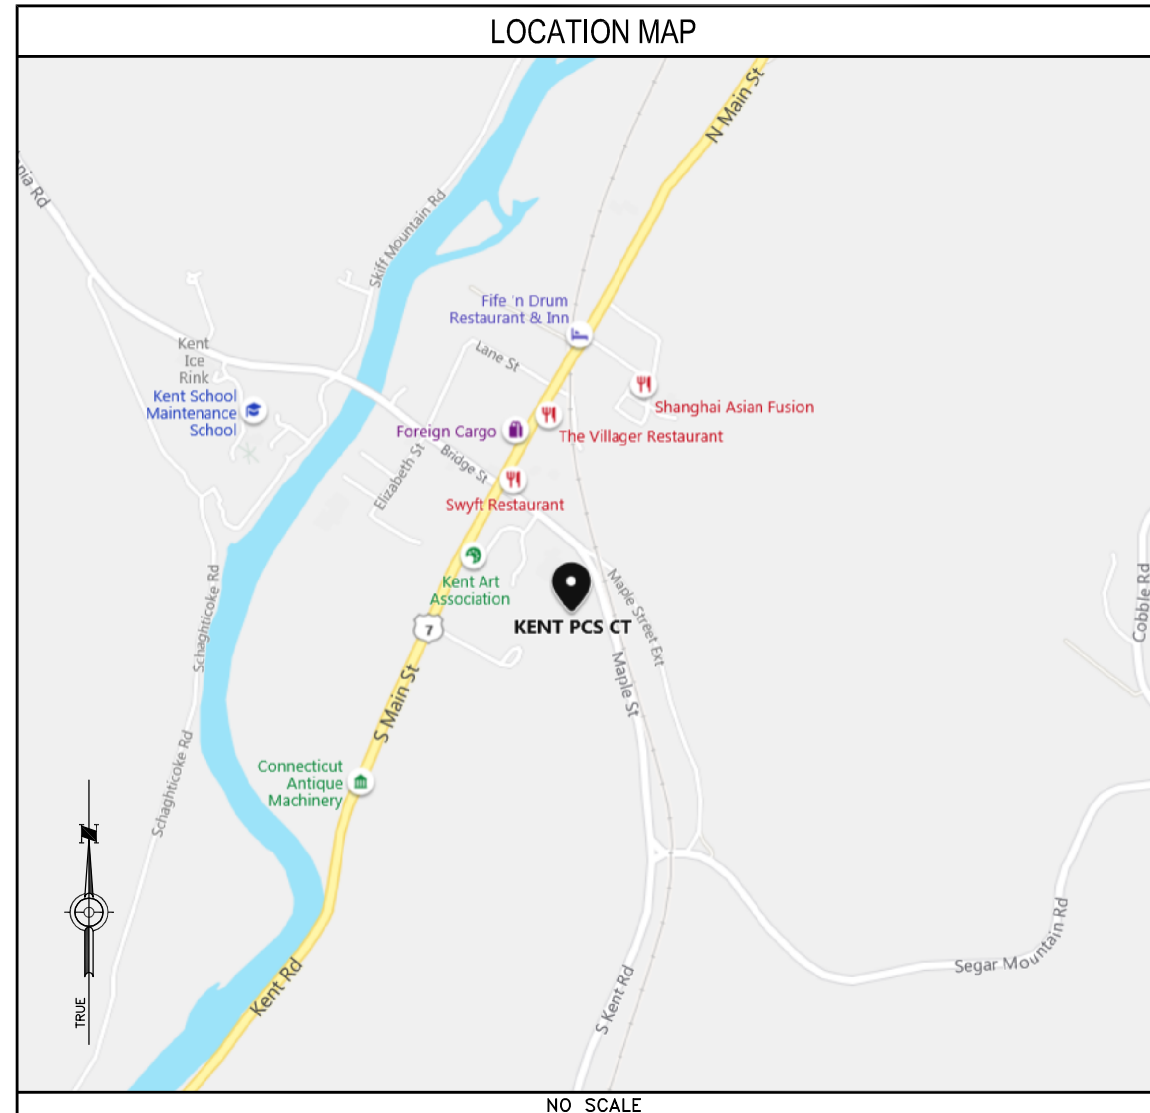 LOCATION MAP
N Main St
nia Rd
Skiff Mountain Rd
Fife 'n Drum
Restaurant & Inn
Kent
Ice
Rink
Lane St
Kent School
Maintenance
School
Shanghai Asian Fusion
Foreign Cargo
The Villager Restaurant
Elizabeth St
Bridge St
Swyft Restaurant
Kent Art
Association
KENT PCS CT
7
Maple Street Ext
Maple St
Cobble Rd
Schaghticoke Rd
S Main St
Schaghticoke Rd
Connecticut
Antique
Machinery
N
TRUE
Kent Rd
S Kent Rd
Segar Mountain Rd
NO SCALE